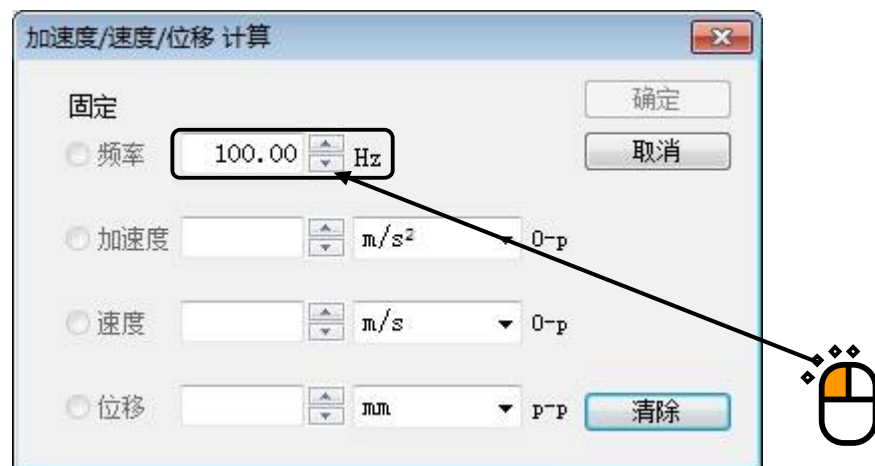 加速度/速度/位移 计算
固定
确定
频率 100.00 Hz
取消
加速度 m/s² 0-p
速度 m/s 0-p
位移 mm p-p
清除